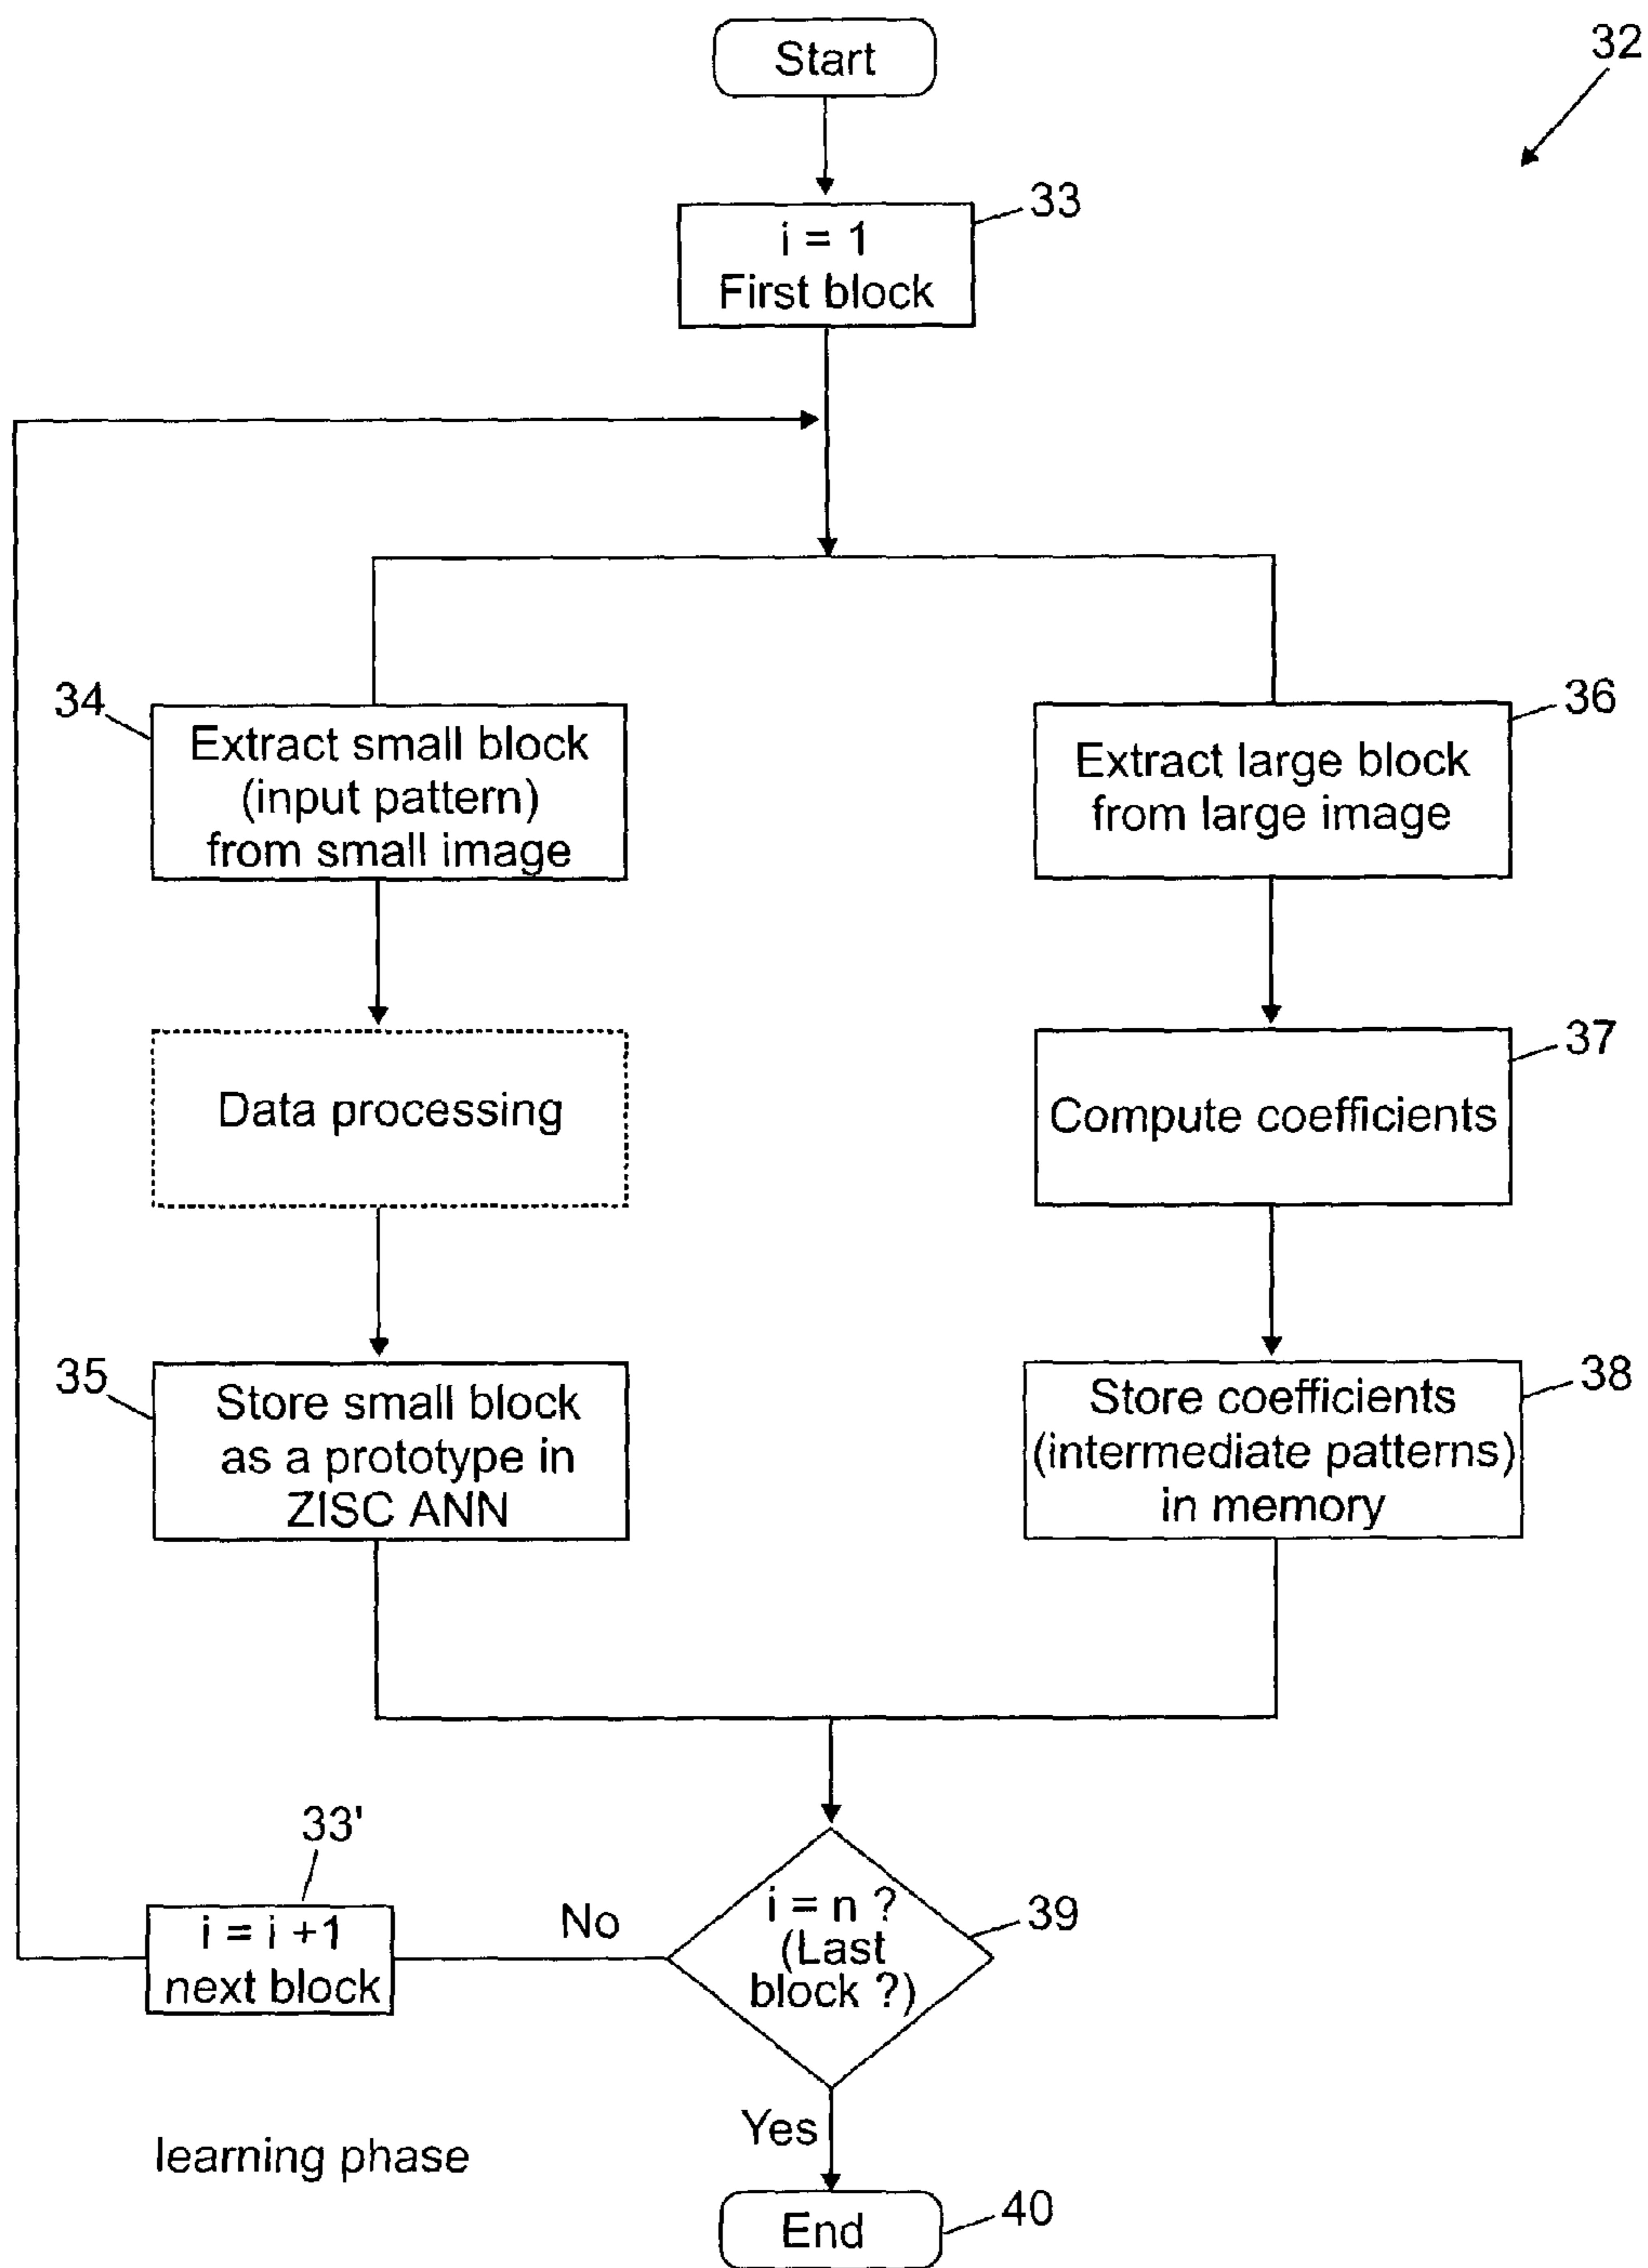 Start
32
33
i = 1
First block
34
Extract small block
(input pattern)
from small image
36
Extract large block
from large image
Data processing
37
Compute coefficients
35
Store small block
as a prototype in
ZISC ANN
38
Store coefficients
(intermediate patterns)
in memory
33'
i = i +1
next block
No
i = n ?
(Last
block ?)
39
Yes
learning phase
End
40